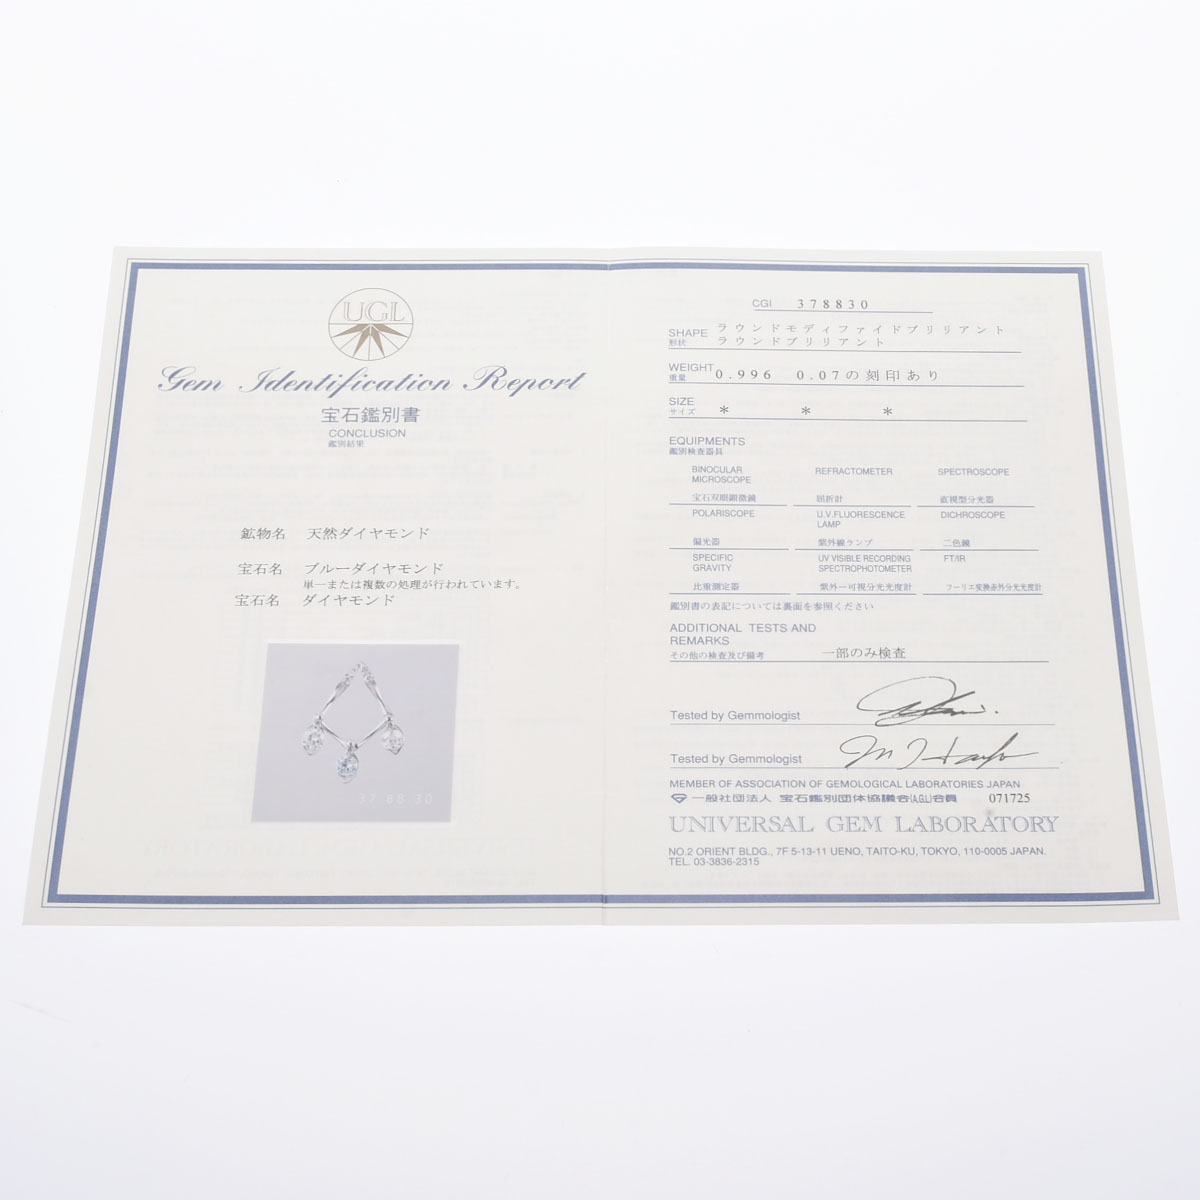 UGL
Gem Identification Report
宝石鑑別書
CONCLUSION
鑑別結果
鉱物名 天然ダイヤモンド
宝石名 ブルーダイヤモンド
単一または複数の処理が行われています。
宝石名 ダイヤモンド
37 88 30
CGI 378830
SHAPE ラウンドモディファイドブリリアント
形状 ラウンドブリリアント
WEIGHT
重量 0.996 0.07の刻印あり
SIZE
サイズ * * *
EQUIPMENTS
鑑別検査器具
BINOCULAR MICROSCOPE REFRACTOMETER SPECTROSCOPE
宝石双眼顕微鏡 屈折計 直視型分光器
POLARISCOPE U.V.FLUORESCENCE LAMP DICHROSCOPE
偏光器 紫外線ランプ 二色鏡
SPECIFIC GRAVITY UV VISIBLE RECORDING SPECTROPHOTOMETER FT/IR
比重測定器 紫外ー可視分光光度計 フーリエ変換赤外分光光度計
鑑別書の表記については裏面を参照ください
ADDITIONAL TESTS AND
REMARKS
その他の検査及び備考 一部のみ検査
Tested by Gemmologist
Tested by Gemmologist
MEMBER OF ASSOCIATION OF GEMOLOGICAL LABORATORIES JAPAN
一般社団法人 宝石鑑別団体協議会(AGL)会員 071725
UNIVERSAL GEM LABORATORY
NO.2 ORIENT BLDG., 7F 5-13-11 UENO, TAITO-KU, TOKYO, 110-0005 JAPAN.
TEL. 03-3836-2315